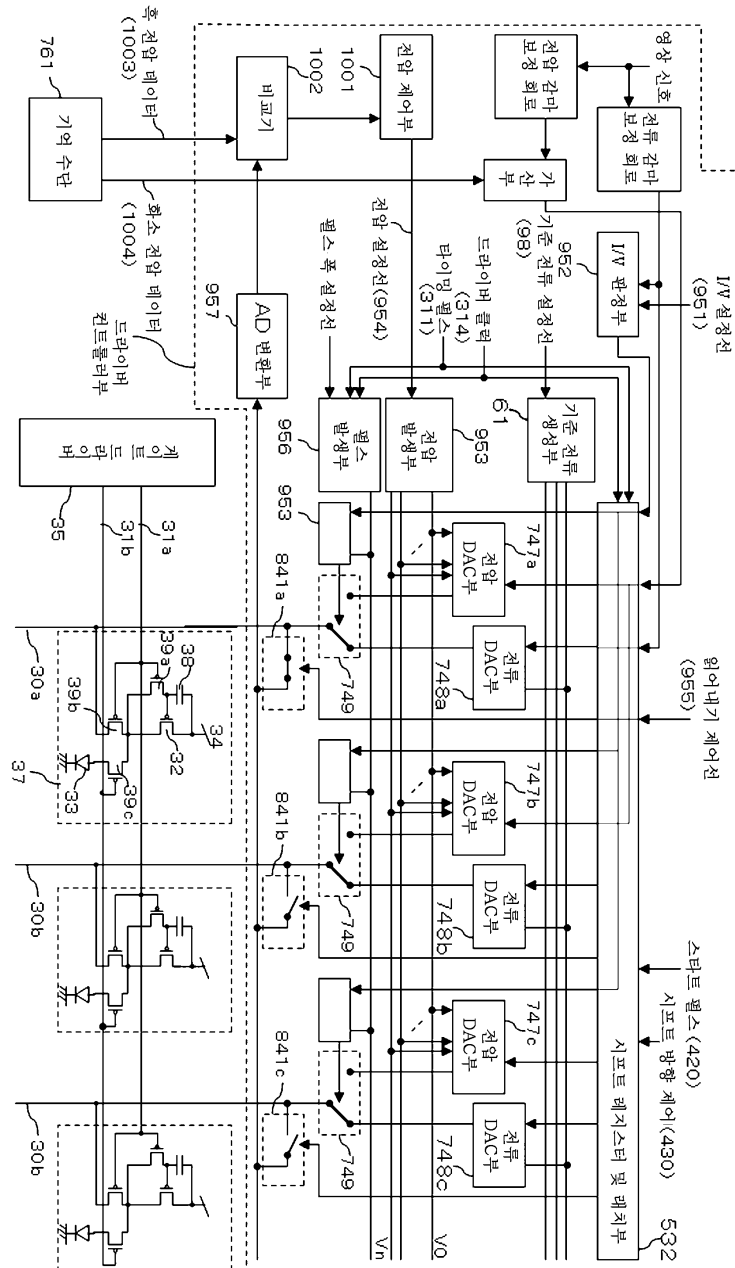 761
기억 수단
흑 전압 데이터
(1003)
화소 전압 데이터
(1004)
1002
비교기
1001
전압 제어부
영상 신호
전압 감마
보정 회로
전류 감마
보정 회로
가산
부
957
AD 변환부
드라이버
컨트롤러부
전압 설정선(954)
펄스 폭 설정선
타이밍 펄스
(311)
드라이버 클럭
(314)
기준 전류 설정선
(98)
952
I/V 판정부
I/V 설정선
(951)
956
펄스
발생부
953
전압
발생부
61
기준 전류
생성부
게이트 드라이버
35
31b
31a
953
841a
749
747a
전압
DAC부
748a
전류
DAC부
읽어내기 제어선
(955)
30a
39b
39a
38
34
32
39c
33
37
841b
749
747b
전압
DAC부
748b
전류
DAC부
30b
841c
749
747c
전압
DAC부
748c
전류
DAC부
30b
스타트 펄스 (420)
시프트 방향 제어(430)
시프트 레지스터 및 래치부
532
V0
Vn